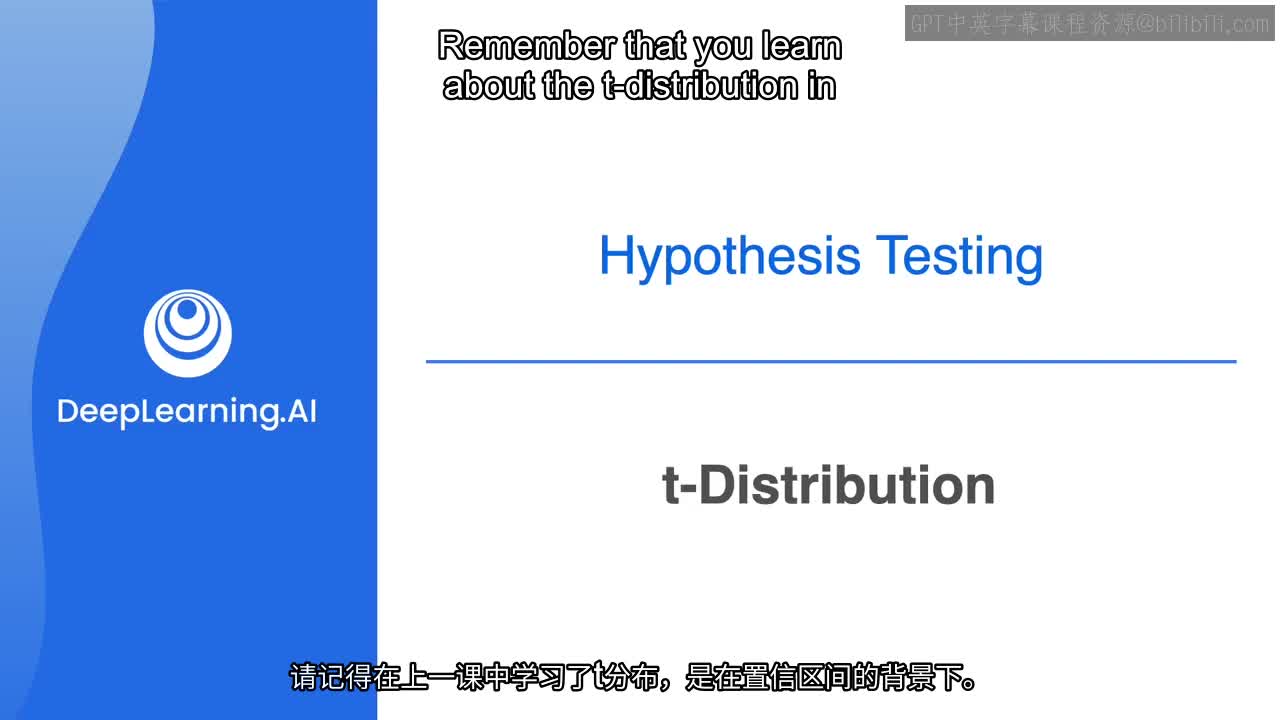 GPT中英字幕课程资源@bilibili.com
Remember that you learn
about the t-distribution in
Hypothesis Testing
DeepLearning.AI
t-Distribution
请记得在上一课中学习了t分布，是在置信区间的背景下。